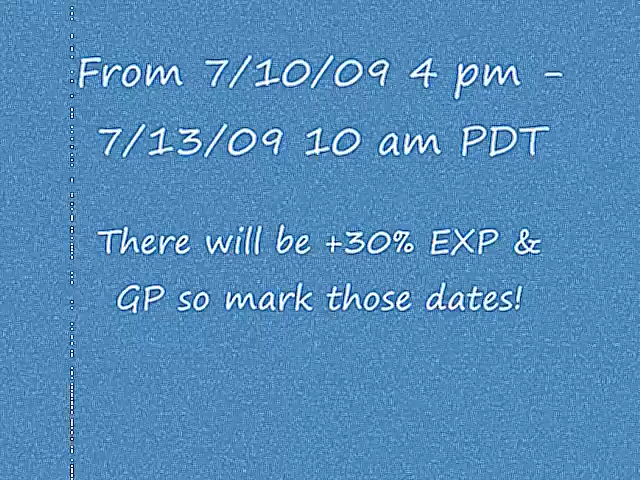 From 7/10/09 4 pm -
7/13/09 10 am PDT
There will be +30% EXP &
GP so mark those dates!